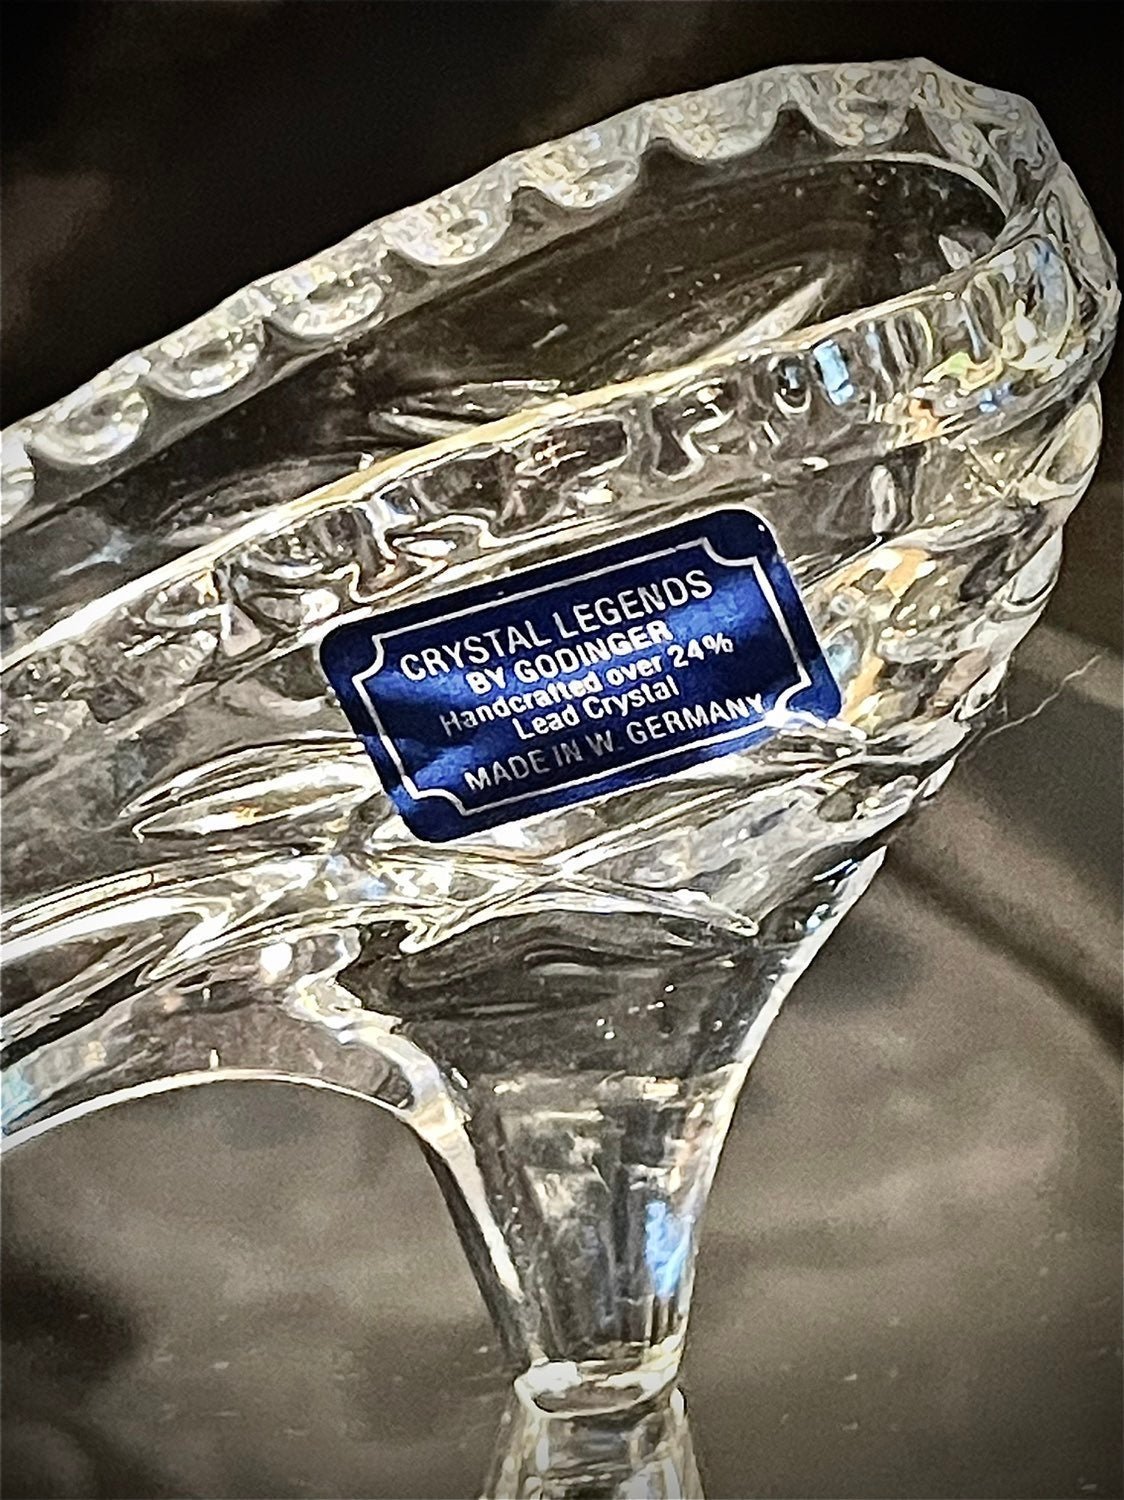 CRYSTAL LEGENDS
BY GODINGER
Handcrafted over 24%
Lead Crystal
MADE IN W. GERMANY